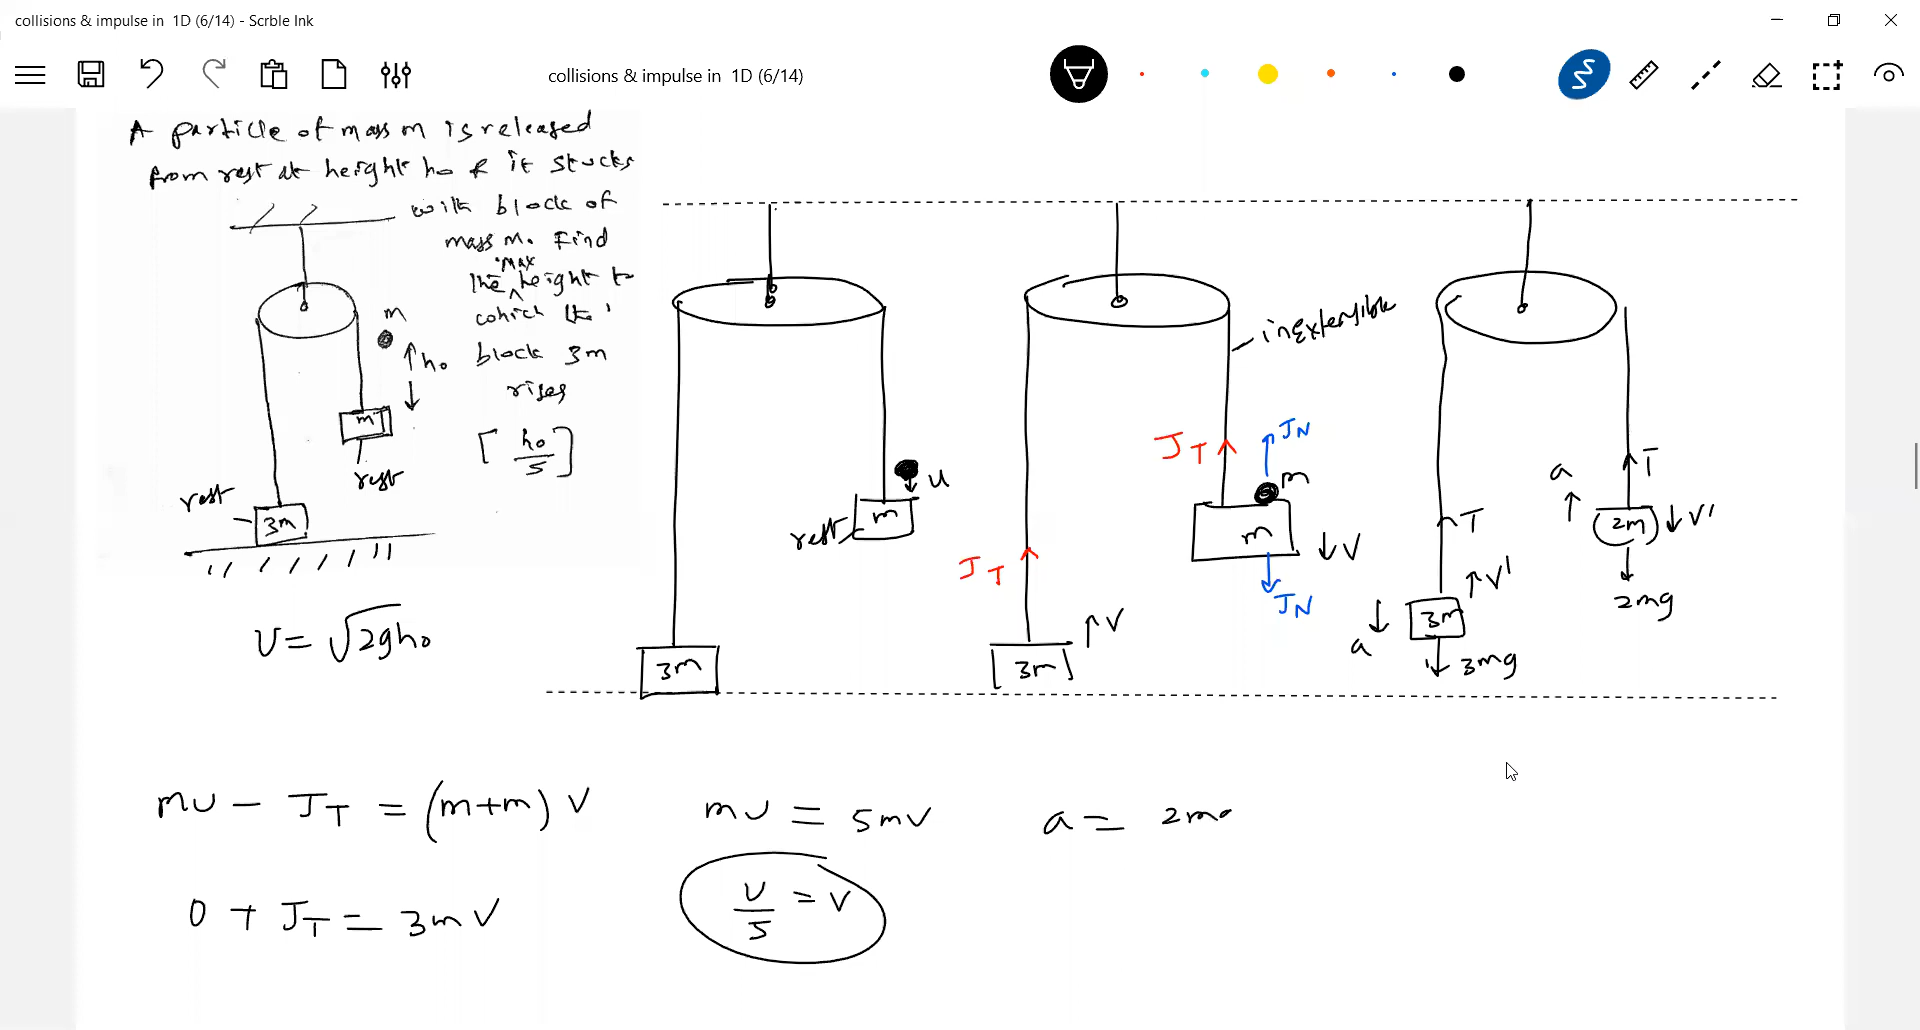 collisions & impulse in 1D (6/14) - Scrble Ink
collisions & impulse in 1D (6/14)
A particle of mass m is released
from rest at height h₀ & it stucks
with block of
mass m. Find
max
the ^ height to
which the
block 3m
rises
[h₀/5]
m
h₀
m
rest
rest
3m
U = √2gh₀
u
m
rest
3m
inextensible
J_T
J_N
m
m
↓V
J_N
J_T
↑V
3m
T
a
2m
↓V'
2mg
T
↑V'
3m
a
3mg
mU - J_T = (m+m) V
mU = 5mV
a = 2m
0 + J_T = 3mV
U/5 = V